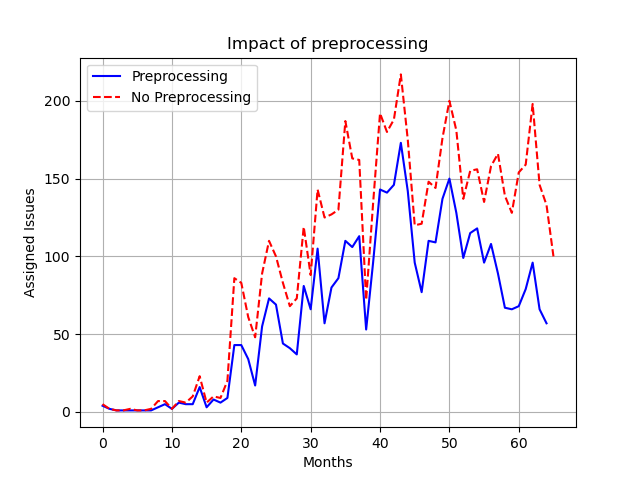 Impact of preprocessing
Preprocessing
No Preprocessing
200
150
100
50
0
Assigned Issues
0 10 20 30 40 50 60
Months